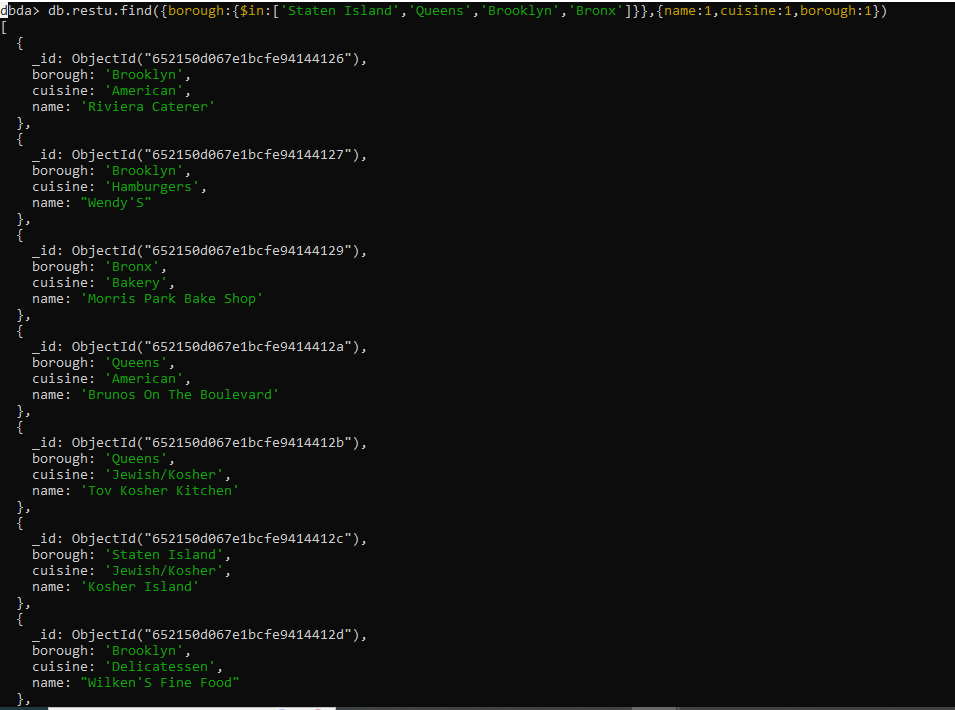 dbda> db.restu.find({borough:{$in:['Staten Island','Queens','Brooklyn','Bronx']}},{name:1,cuisine:1,borough:1})
[
  {
    _id: ObjectId("652150d067e1bcfe94144126"),
    borough: 'Brooklyn',
    cuisine: 'American',
    name: 'Riviera Caterer'
  },
  {
    _id: ObjectId("652150d067e1bcfe94144127"),
    borough: 'Brooklyn',
    cuisine: 'Hamburgers',
    name: "Wendy'S"
  },
  {
    _id: ObjectId("652150d067e1bcfe94144129"),
    borough: 'Bronx',
    cuisine: 'Bakery',
    name: 'Morris Park Bake Shop'
  },
  {
    _id: ObjectId("652150d067e1bcfe9414412a"),
    borough: 'Queens',
    cuisine: 'American',
    name: 'Brunos On The Boulevard'
  },
  {
    _id: ObjectId("652150d067e1bcfe9414412b"),
    borough: 'Queens',
    cuisine: 'Jewish/Kosher',
    name: 'Tov Kosher Kitchen'
  },
  {
    _id: ObjectId("652150d067e1bcfe9414412c"),
    borough: 'Staten Island',
    cuisine: 'Jewish/Kosher',
    name: 'Kosher Island'
  },
  {
    _id: ObjectId("652150d067e1bcfe9414412d"),
    borough: 'Brooklyn',
    cuisine: 'Delicatessen',
    name: "Wilken'S Fine Food"
  },